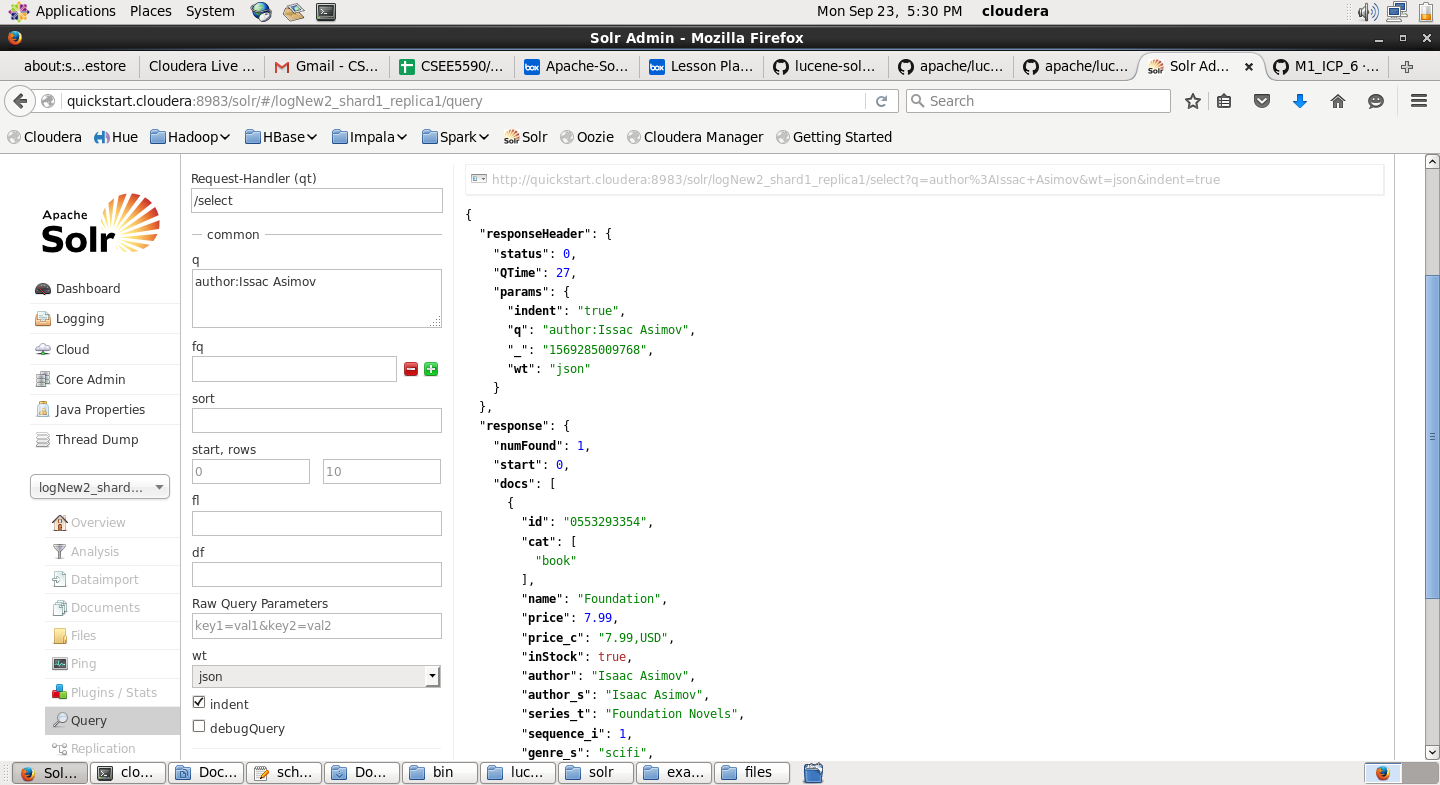 Applications Places System Mon Sep 23, 5:30 PM cloudera
Solr Admin - Mozilla Firefox
about:s...estore Cloudera Live ... Gmail - CS... CSEE5590/... Apache-So... Lesson Pla... lucene-sol... apache/luc... apache/luc... Solr Ad... M1_ICP_6 ·...
quickstart.cloudera:8983/solr/#/logNew2_shard1_replica1/query Search
Cloudera Hue Hadoop HBase Impala Spark Solr Oozie Cloudera Manager Getting Started
Apache
Solr
Dashboard
Logging
Cloud
Core Admin
Java Properties
Thread Dump
logNew2_shard...
Overview
Analysis
Dataimport
Documents
Files
Ping
Plugins / Stats
Query
Replication
Request-Handler (qt)
/select
common
q
author:Issac Asimov
fq
sort
start, rows
0 10
fl
df
Raw Query Parameters
key1=val1&key2=val2
wt
json
indent
debugQuery
http://quickstart.cloudera:8983/solr/logNew2_shard1_replica1/select?q=author%3AIssac+Asimov&wt=json&indent=true
{
"responseHeader": {
"status": 0,
"QTime": 27,
"params": {
"indent": "true",
"q": "author:Issac Asimov",
"_": "1569285009768",
"wt": "json"
}
},
"response": {
"numFound": 1,
"start": 0,
"docs": [
{
"id": "0553293354",
"cat": [
"book"
],
"name": "Foundation",
"price": 7.99,
"price_c": "7.99,USD",
"inStock": true,
"author": "Isaac Asimov",
"author_s": "Isaac Asimov",
"series_t": "Foundation Novels",
"sequence_i": 1,
"genre_s": "scifi",
Sol... clo... Doc... sch... Do... bin luc... solr exa... files